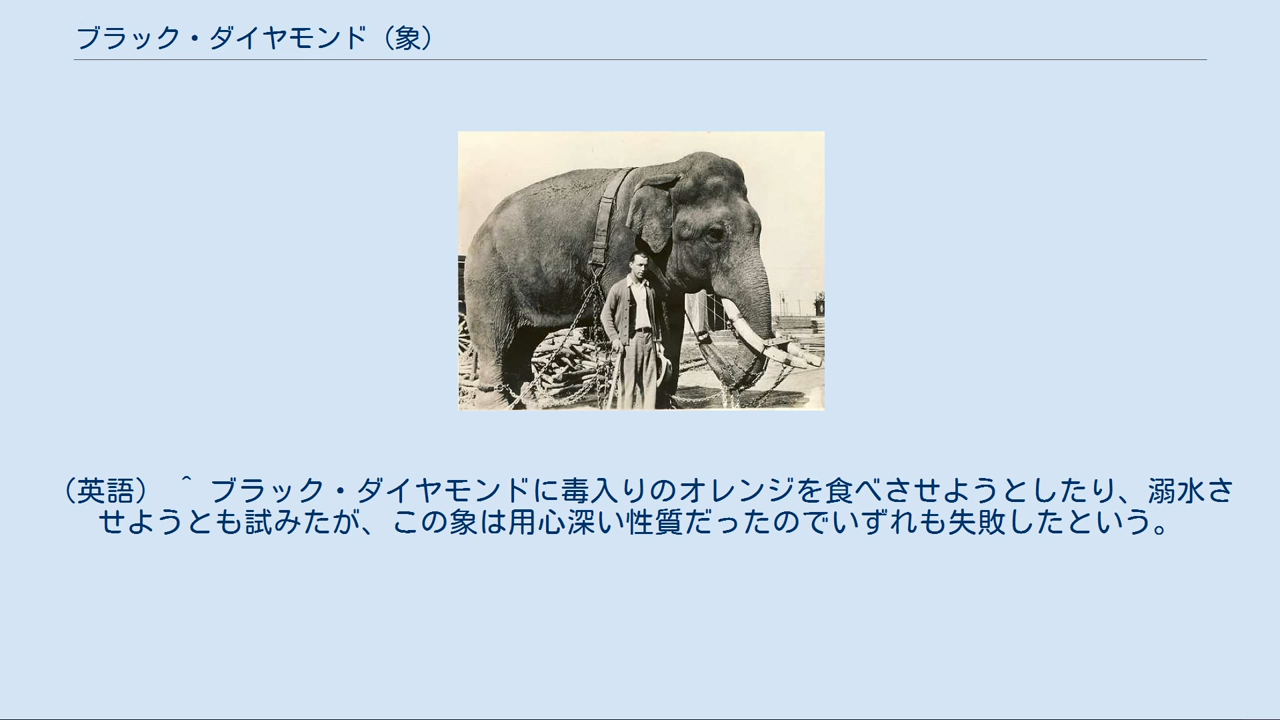 ブラック・ダイヤモンド（象）
（英語） ＾ ブラック・ダイヤモンドに毒入りのオレンジを食べさせようとしたり、溺水さ
せようとも試みたが、この象は用心深い性質だったのでいずれも失敗したという。